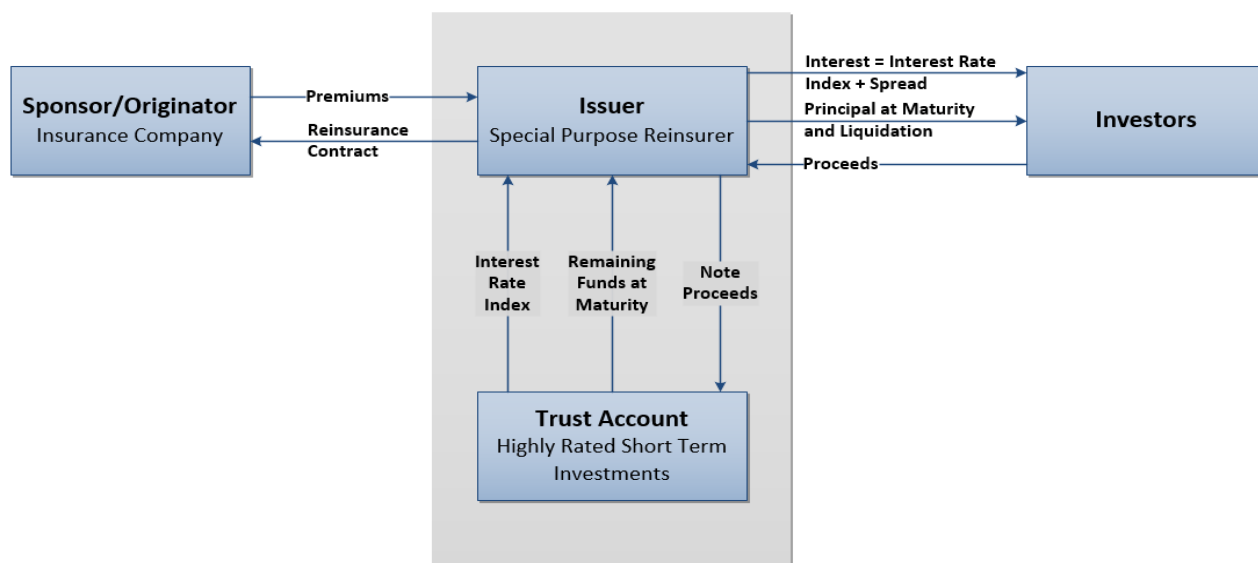 Sponsor/Originator
Insurance Company
Premiums
Reinsurance
Contract
Issuer
Special Purpose Reinsurer
Interest = Interest Rate
Index + Spread
Principal at Maturity
and Liquidation
Proceeds
Investors
Interest
Rate
Index
Remaining
Funds at
Maturity
Note
Proceeds
Trust Account
Highly Rated Short Term
Investments